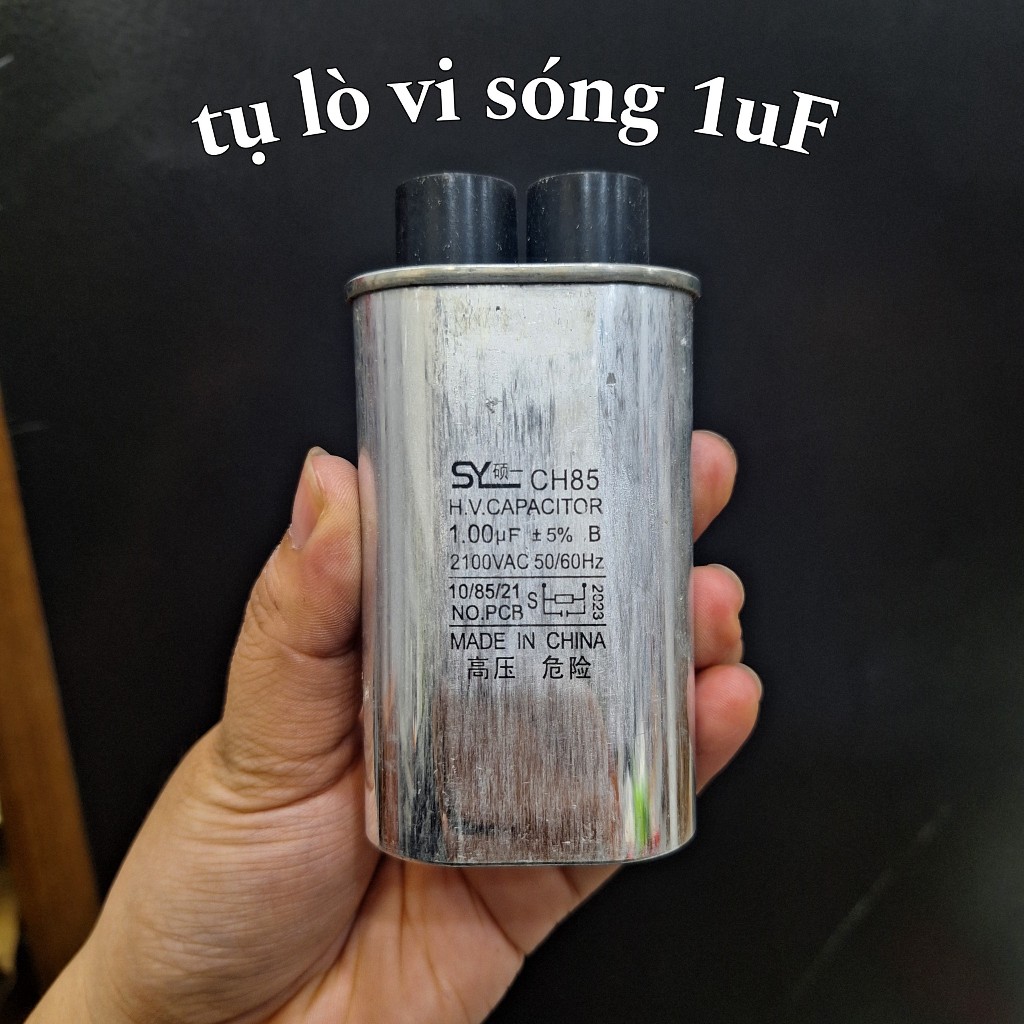 tụ lò vi sóng 1uF
SY硕一 CH85
H.V.CAPACITOR
1.00μF ±5% B
2100VAC 50/60Hz
10/85/21 S 2023
NO.PCB
MADE IN CHINA
高压 危险